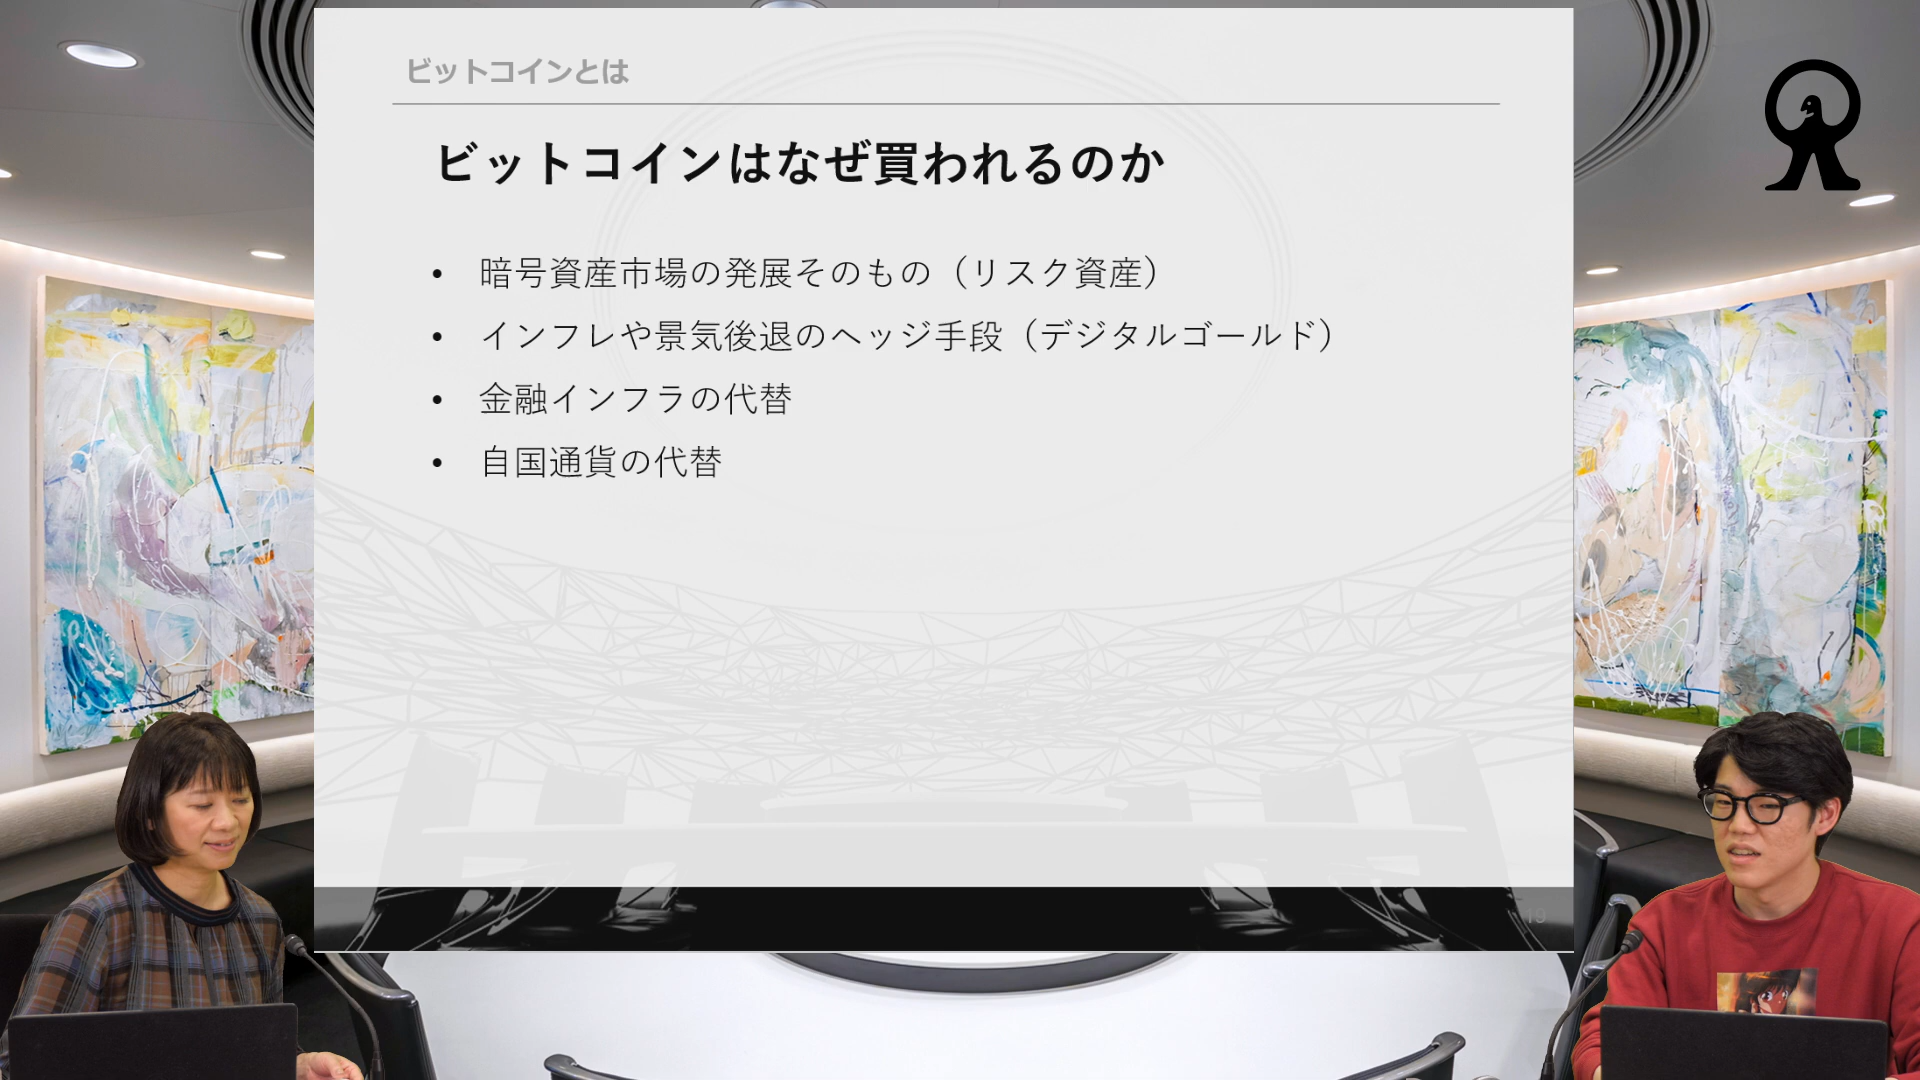 ビットコインとは
ビットコインはなぜ買われるのか
• 暗号資産市場の発展そのもの（リスク資産）
• インフレや景気後退のヘッジ手段（デジタルゴールド）
• 金融インフラの代替
• 自国通貨の代替
19